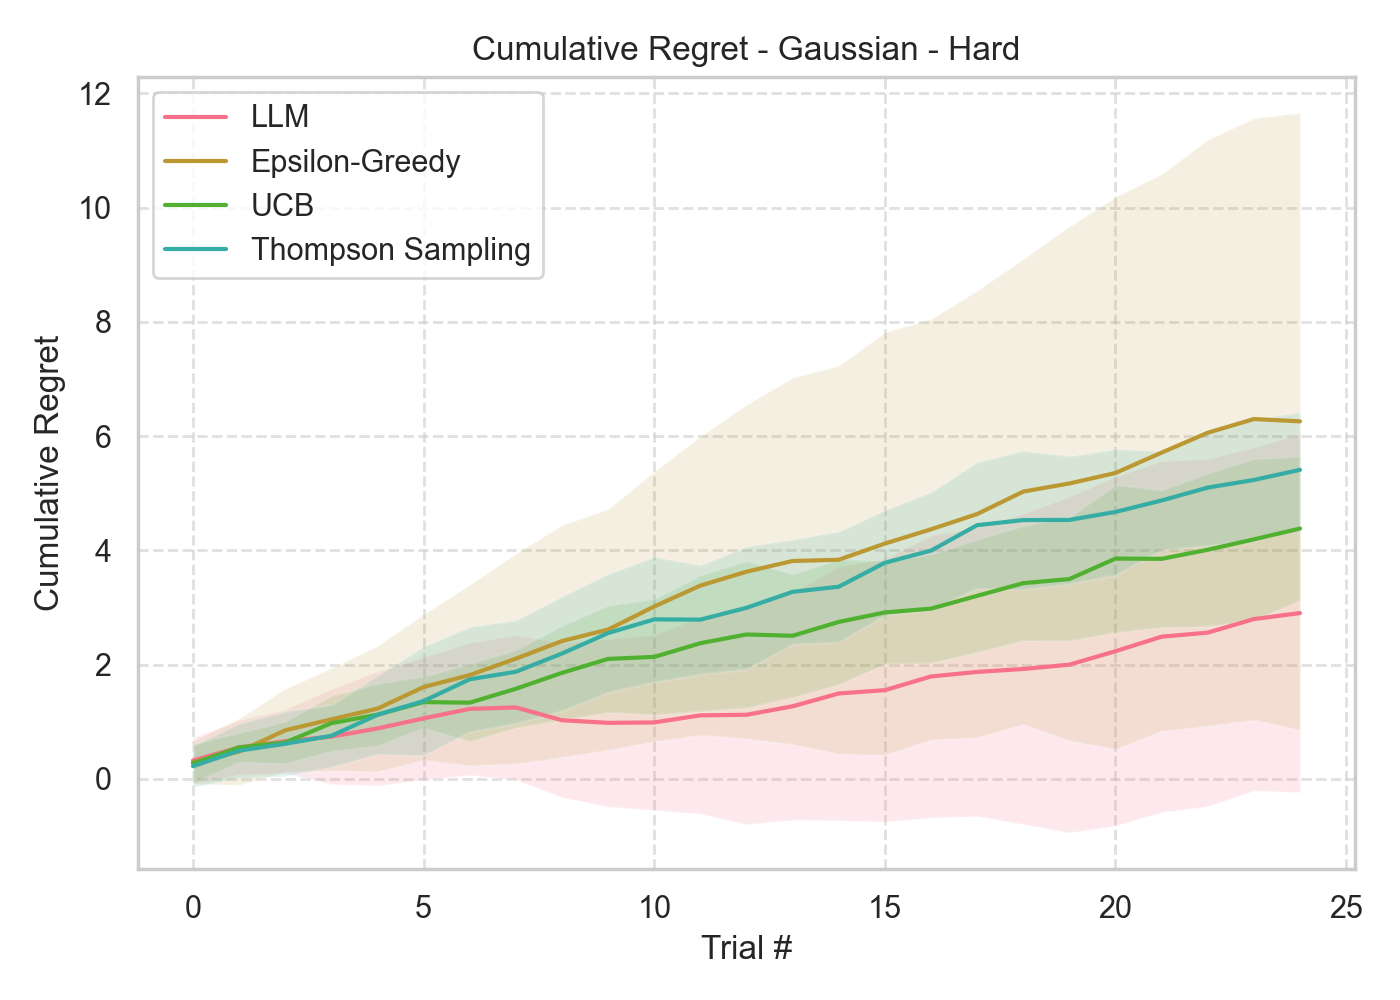 Cumulative Regret - Gaussian - Hard
12
10
8
6
4
2
0
Cumulative Regret
LLM
Epsilon-Greedy
UCB
Thompson Sampling
0 5 10 15 20 25
Trial #